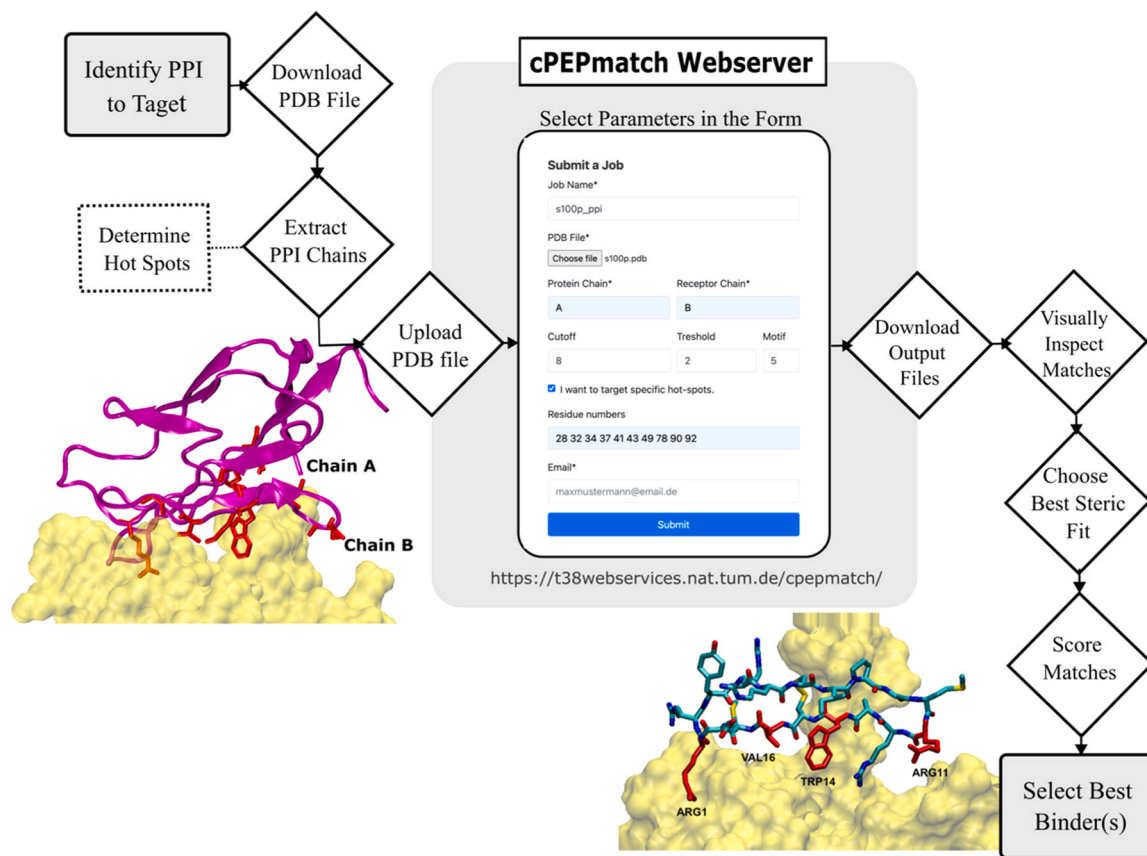 Identify PPI
to Taget
Download
PDB File
Extract
PPI Chains
Determine
Hot Spots
Upload
PDB file
Chain A
Chain B
cPEPmatch Webserver
Select Parameters in the Form
Submit a Job
Job Name*
s100p_ppi
PDB File*
Choose file s100p.pdb
Protein Chain* Receptor Chain*
A B
Cutoff Treshold Motif
8 2 5
I want to target specific hot-spots.
Residue numbers
28 32 34 37 41 43 49 78 90 92
Email*
maxmustermann@email.de
Submit
https://t38webservices.nat.tum.de/cpepmatch/
Download
Output
Files
Visually
Inspect
Matches
Choose
Best Steric
Fit
Score
Matches
Select Best
Binder(s)
VAL16
TRP14
ARG11
ARG1